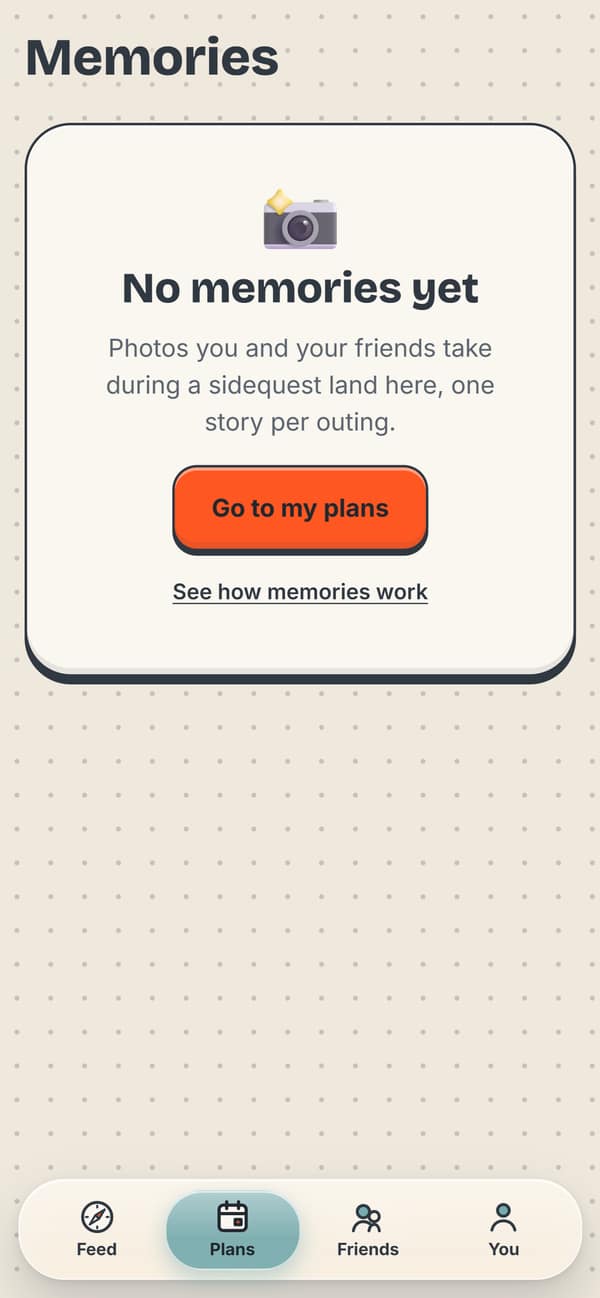 Memories
No memories yet
Photos you and your friends take
during a sidequest land here, one
story per outing.
Go to my plans
See how memories work
Feed
Plans
Friends
You